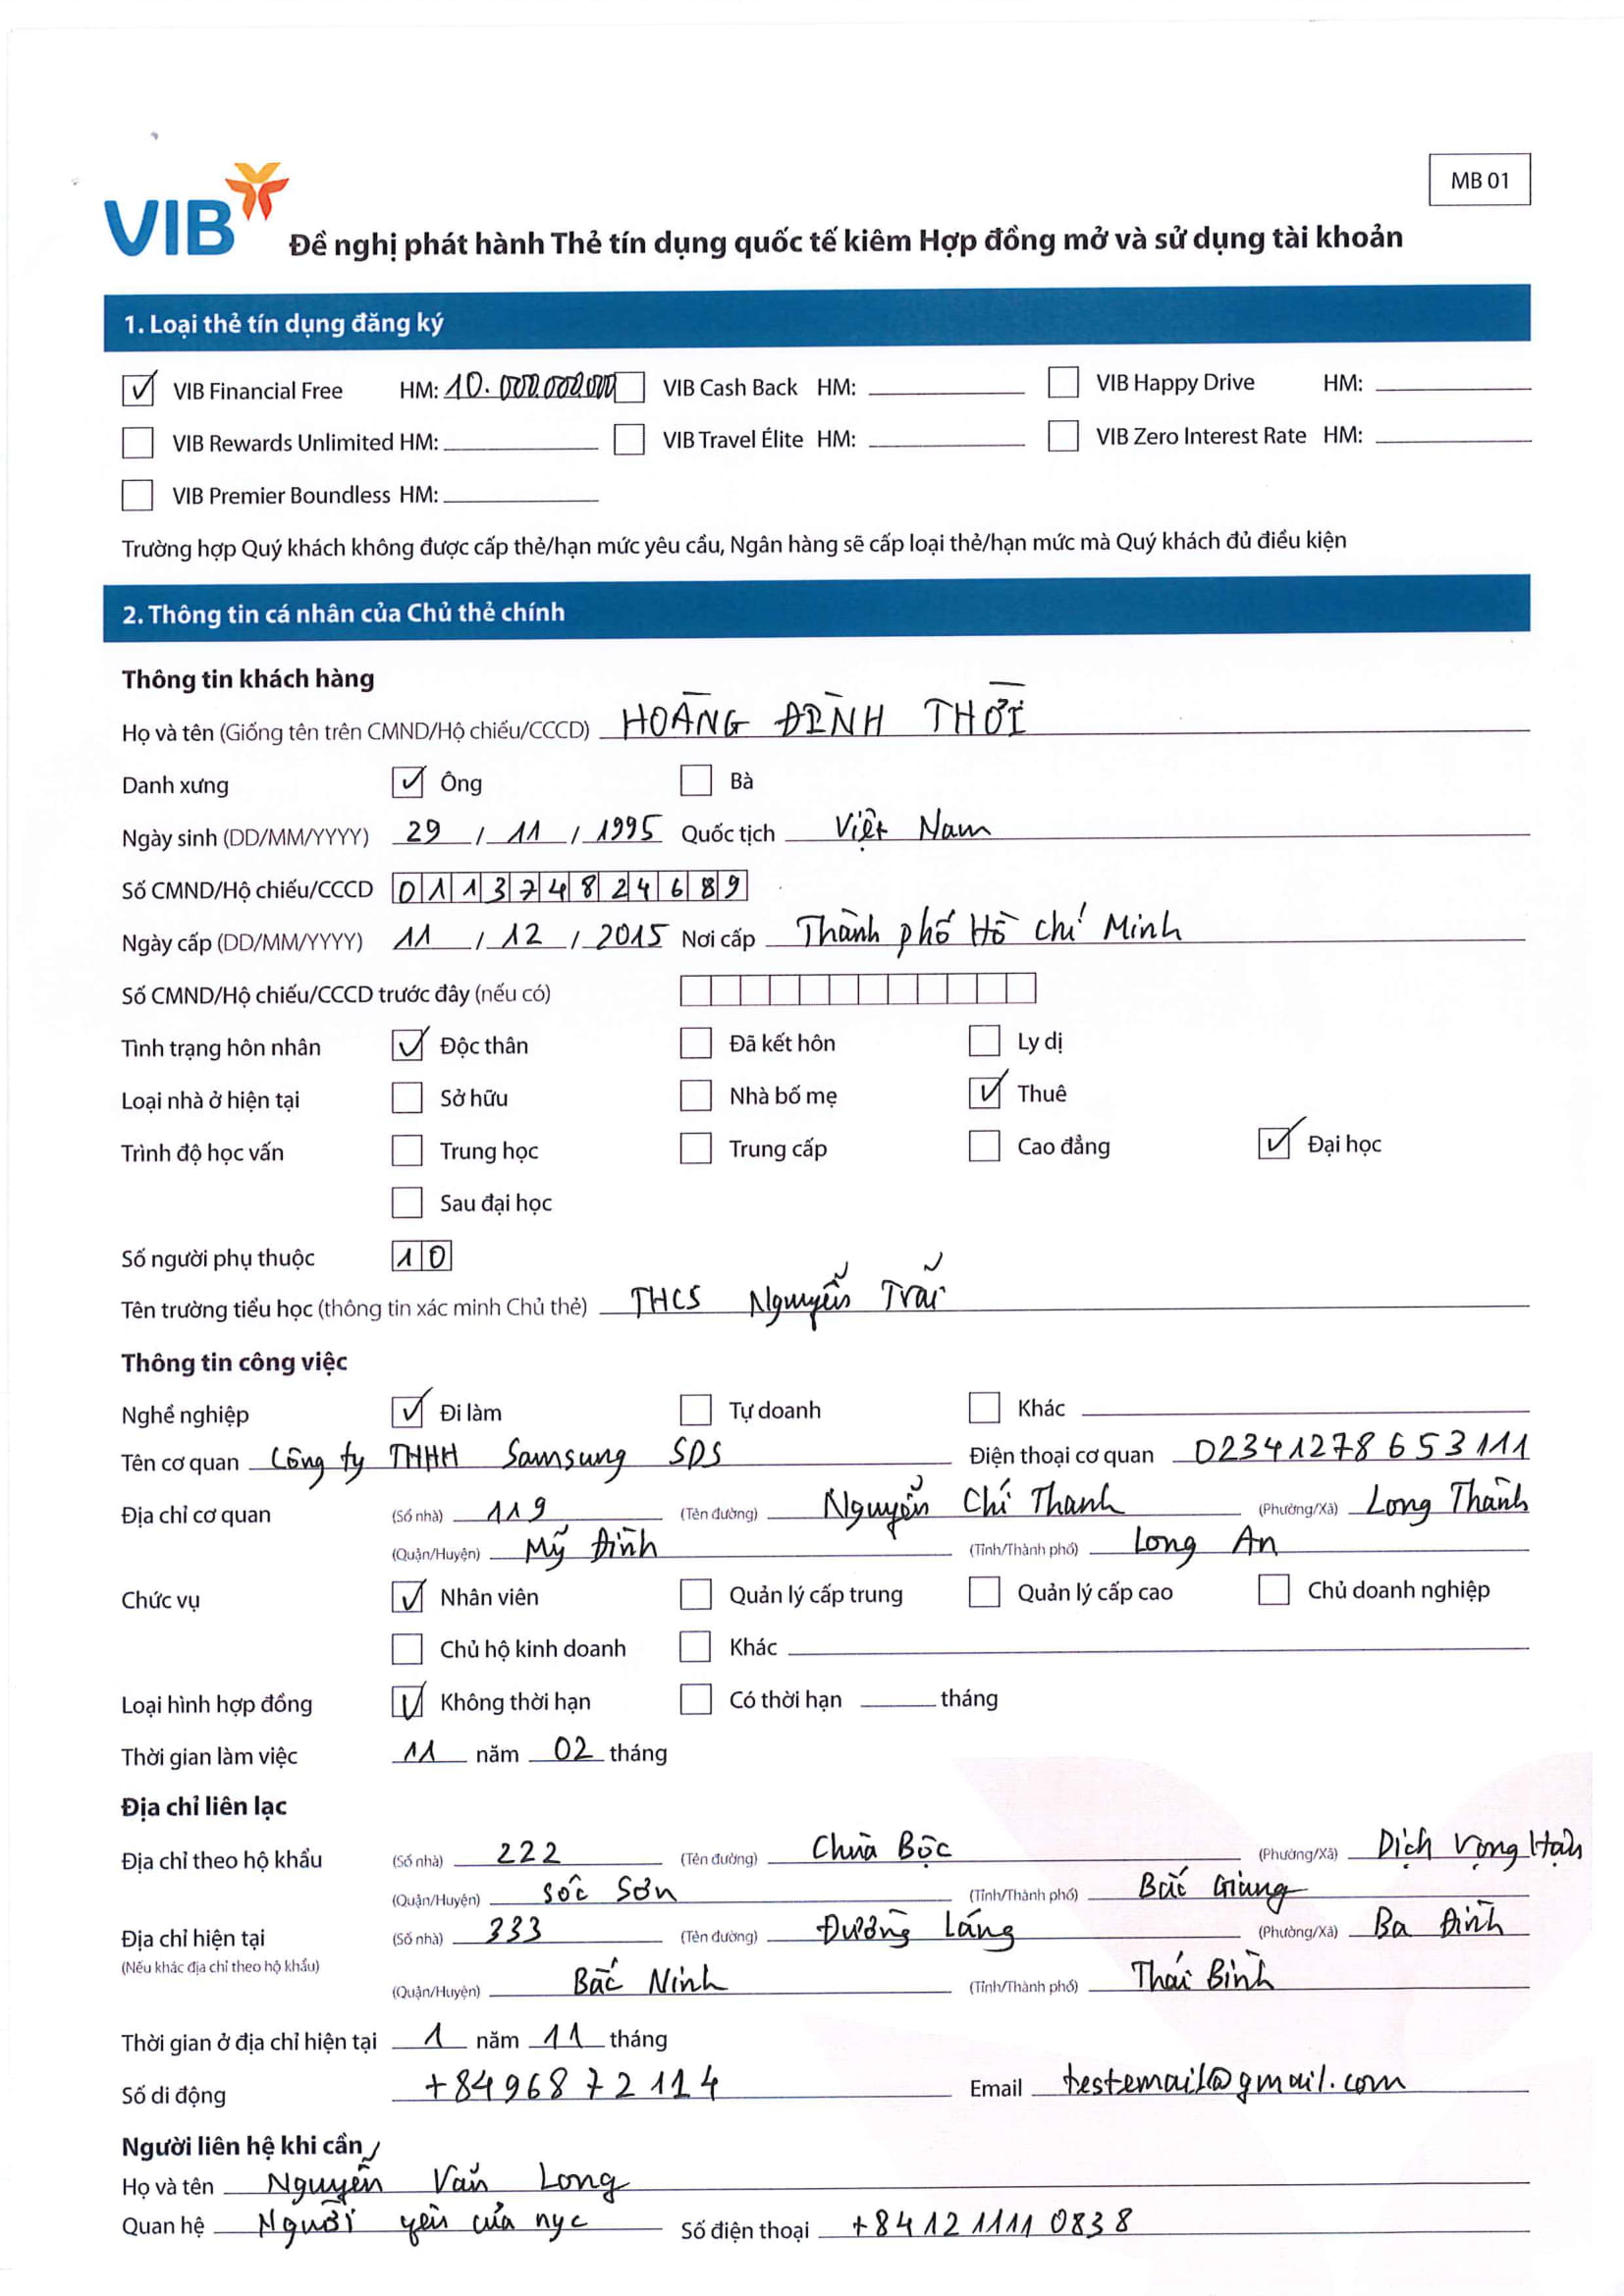 MB 01
VIB Đề nghị phát hành Thẻ tín dụng quốc tế kiêm Hợp đồng mở và sử dụng tài khoản
1. Loại thẻ tín dụng đăng ký
VIB Financial Free HM: 10.000.000.000 VIB Cash Back HM: VIB Happy Drive HM:
VIB Rewards Unlimited HM: VIB Travel Élite HM: VIB Zero Interest Rate HM:
VIB Premier Boundless HM:
Trường hợp Quý khách không được cấp thẻ/hạn mức yêu cầu, Ngân hàng sẽ cấp loại thẻ/hạn mức mà Quý khách đủ điều kiện
2. Thông tin cá nhân của Chủ thẻ chính
Thông tin khách hàng
Họ và tên (Giống tên trên CMND/Hộ chiếu/CCCD) HOÀNG ĐÌNH THỜI
Danh xưng Ông Bà
Ngày sinh (DD/MM/YYYY) 29 / 11 / 1995 Quốc tịch Việt Nam
Số CMND/Hộ chiếu/CCCD 011374824689
Ngày cấp (DD/MM/YYYY) 11 / 12 / 2015 Nơi cấp Thành phố Hồ Chí Minh
Số CMND/Hộ chiếu/CCCD trước đây (nếu có)
Tình trạng hôn nhân Độc thân Đã kết hôn Ly dị
Loại nhà ở hiện tại Sở hữu Nhà bố mẹ Thuê
Trình độ học vấn Trung học Trung cấp Cao đẳng Đại học
Sau đại học
Số người phụ thuộc 10
Tên trường tiểu học (thông tin xác minh Chủ thẻ) THCS Nguyễn Trãi
Thông tin công việc
Nghề nghiệp Đi làm Tự doanh Khác
Tên cơ quan Công ty THHH Samsung SDS Điện thoại cơ quan 02341278653111
Địa chỉ cơ quan (Số nhà) 119 (Tên đường) Nguyễn Chí Thanh (Phường/Xã) Long Thành
(Quận/Huyện) Mỹ Đình (Tỉnh/Thành phố) Long An
Chức vụ Nhân viên Quản lý cấp trung Quản lý cấp cao Chủ doanh nghiệp
Chủ hộ kinh doanh Khác
Loại hình hợp đồng Không thời hạn Có thời hạn tháng
Thời gian làm việc 11 năm 02 tháng
Địa chỉ liên lạc
Địa chỉ theo hộ khẩu (Số nhà) 222 (Tên đường) Chùa Bộc (Phường/Xã) Dịch Vọng Hậu
(Quận/Huyện) Sóc Sơn (Tỉnh/Thành phố) Bắc Giang
Địa chỉ hiện tại (Số nhà) 333 (Tên đường) Đường Láng (Phường/Xã) Ba Đình
(Nếu khác địa chỉ theo hộ khẩu)
(Quận/Huyện) Bắc Ninh (Tỉnh/Thành phố) Thái Bình
Thời gian ở địa chỉ hiện tại 1 năm 11 tháng
Số di động +8496872114 Email testemail@gmail.com
Người liên hệ khi cần
Họ và tên Nguyễn Văn Long
Quan hệ Người yêu của nyc Số điện thoại +841211110838